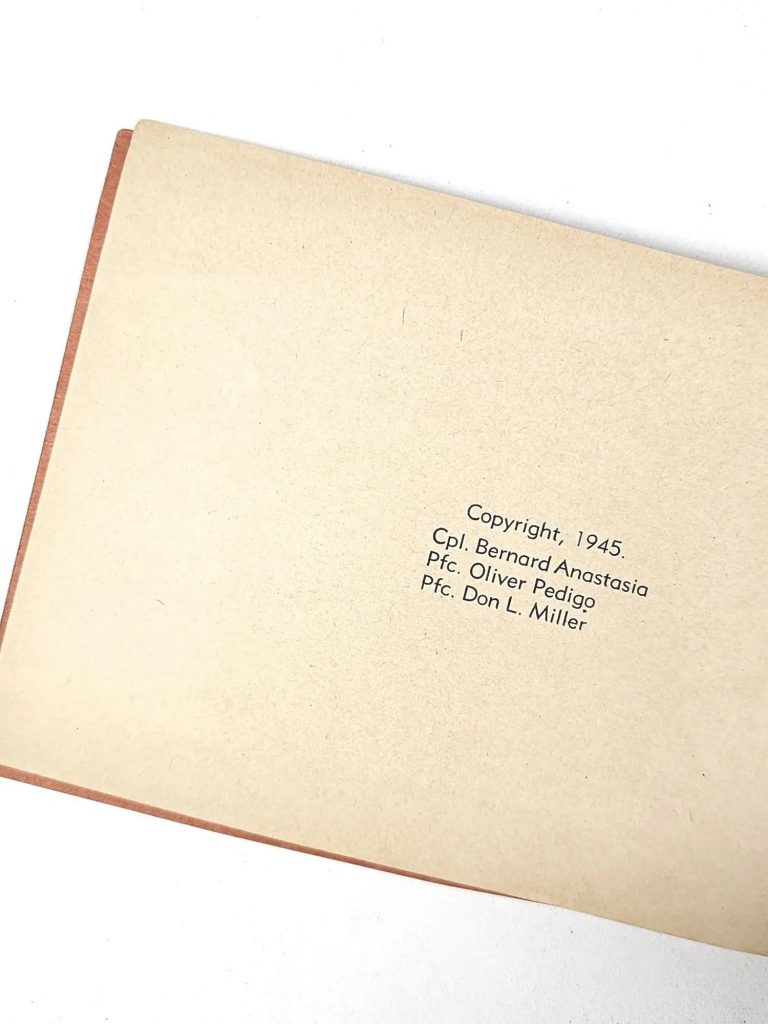 Copyright, 1945.
Cpl. Bernard Anastasia
Pfc. Oliver Pedigo
Pfc. Don L. Miller